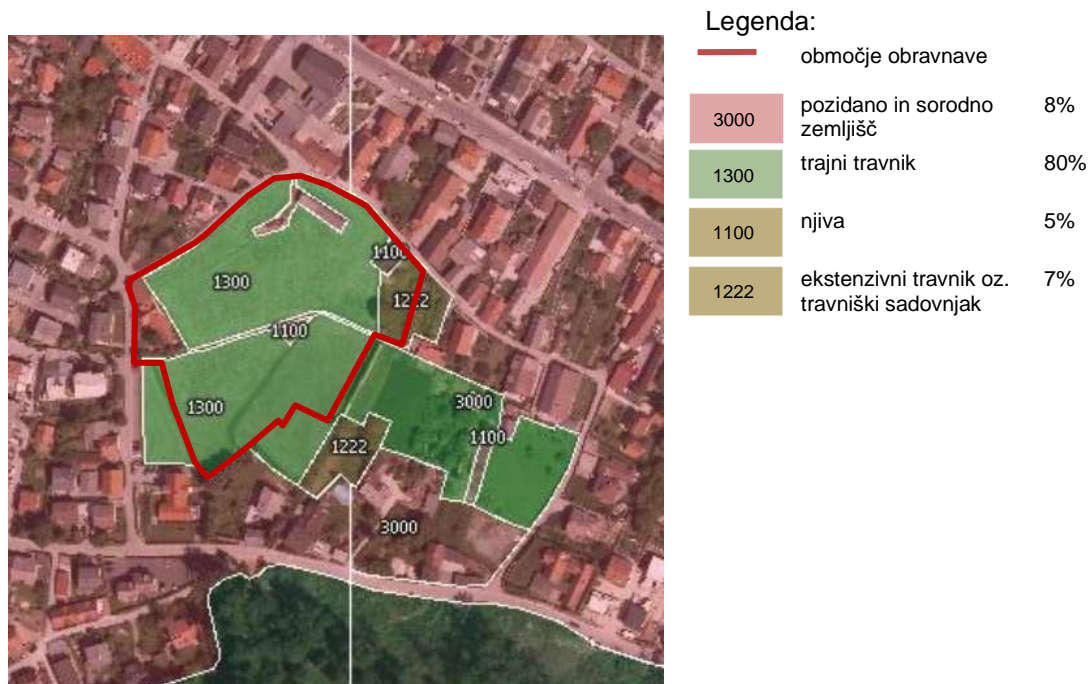 Legenda:
območje obravnave
3000 pozidano in sorodno 8%
zemljišč
1300 trajni travnik 80%
1100 njiva 5%
1222 ekstenzivni travnik oz. 7%
travniški sadovnjak
1100
1300
1222
1100
1300
3000
1100
1222
3000